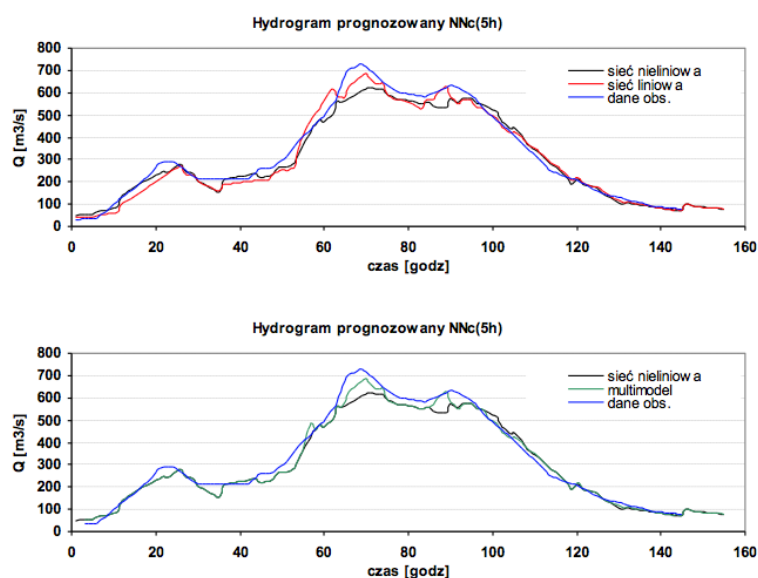 Hydrogram prognozowany NNc(5h)
800
700
600
500
400
300
200
100
0
Q [m3/s]
sieć nieliniowa
sieć liniowa
dane obs.
0 20 40 60 80 100 120 140 160
czas [godz]
Hydrogram prognozowany NNc(5h)
800
700
600
500
400
300
200
100
0
Q [m3/s]
sieć nieliniowa
multimodel
dane obs.
0 20 40 60 80 100 120 140 160
czas [godz]